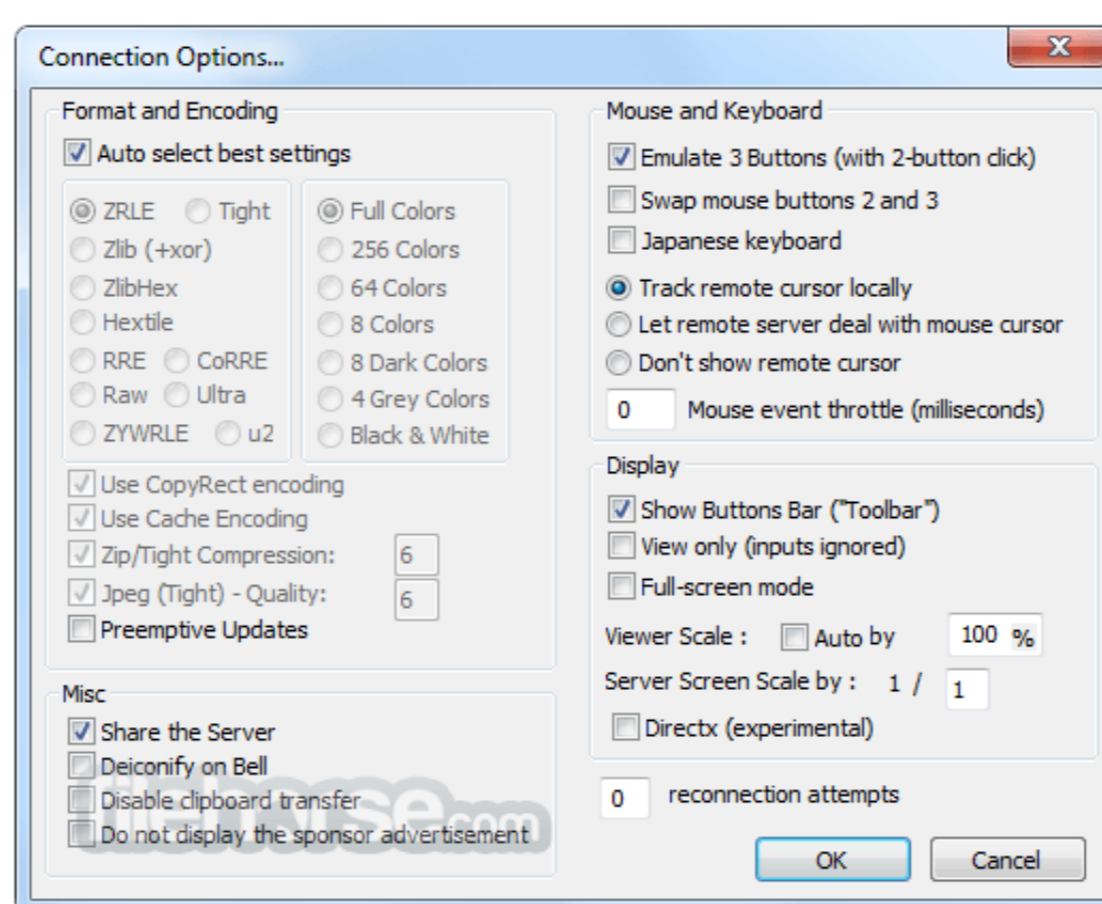 Connection Options...
Format and Encoding
Auto select best settings
ZRLE Tight
Zlib (+xor)
ZlibHex
Hextile
RRE CoRRE
Raw Ultra
ZYWRLE u2
Full Colors
256 Colors
64 Colors
8 Colors
8 Dark Colors
4 Grey Colors
Black & White
Use CopyRect encoding
Use Cache Encoding
Zip/Tight Compression: 6
Jpeg (Tight) - Quality: 6
Preemptive Updates
Misc
Share the Server
Deiconify on Bell
Disable clipboard transfer
Do not display the sponsor advertisement
filehorse.com
Mouse and Keyboard
Emulate 3 Buttons (with 2-button click)
Swap mouse buttons 2 and 3
Japanese keyboard
Track remote cursor locally
Let remote server deal with mouse cursor
Don't show remote cursor
0 Mouse event throttle (milliseconds)
Display
Show Buttons Bar ("Toolbar")
View only (inputs ignored)
Full-screen mode
Viewer Scale : Auto by 100 %
Server Screen Scale by : 1 / 1
Directx (experimental)
0 reconnection attempts
OK Cancel